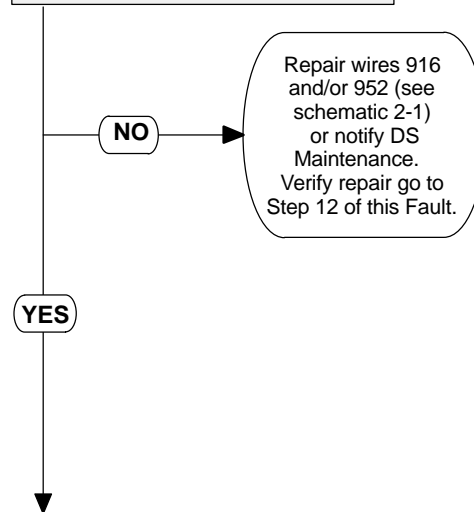 NO
Repair wires 916
and/or 952 (see
schematic 2-1)
or notify DS
Maintenance.
Verify repair go to
Step 12 of this Fault.
YES